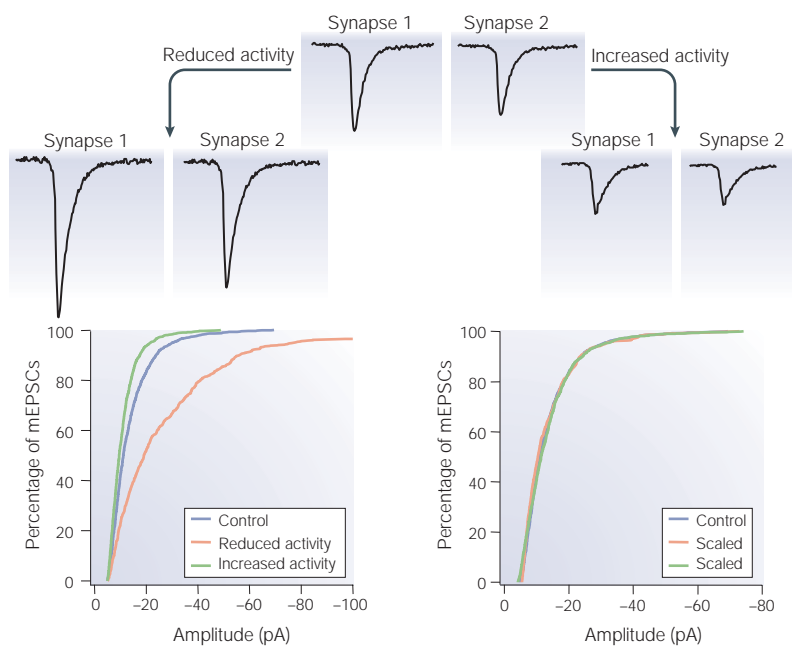 Synapse 1
Synapse 2
Reduced activity
Increased activity
Synapse 1
Synapse 2
Synapse 1
Synapse 2
Percentage of mEPSCs
100
80
60
40
20
0
0 –20 –40 –60 –80 –100
Amplitude (pA)
Control
Reduced activity
Increased activity
Percentage of mEPSCs
100
80
60
40
20
0
0 –20 –40 –60 –80
Amplitude (pA)
Control
Scaled
Scaled